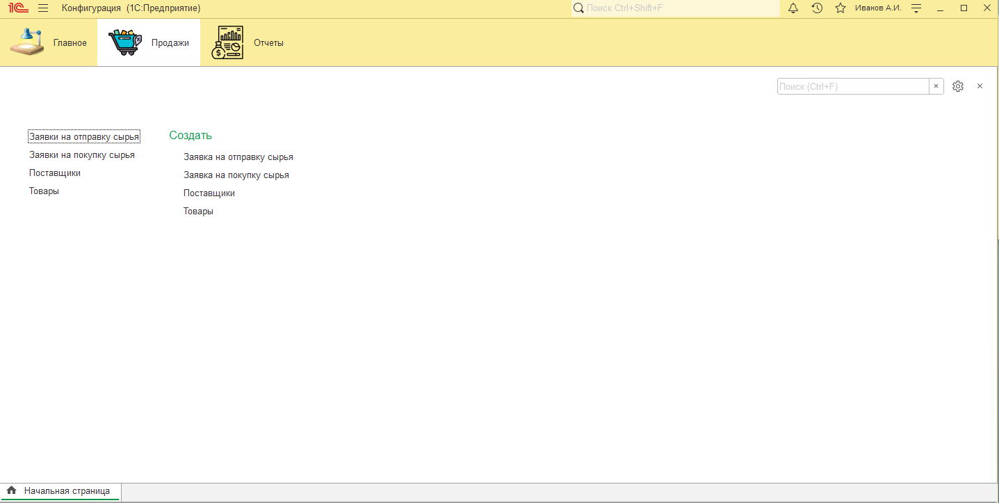 1С Конфигурация (1С:Предприятие) Поиск Ctrl+Shift+F Иванов А.И.
Главное Продажи Отчеты
Поиск (Ctrl+F)
Заявки на отправку сырья
Заявки на покупку сырья
Поставщики
Товары
Создать
Заявка на отправку сырья
Заявка на покупку сырья
Поставщики
Товары
Начальная страница